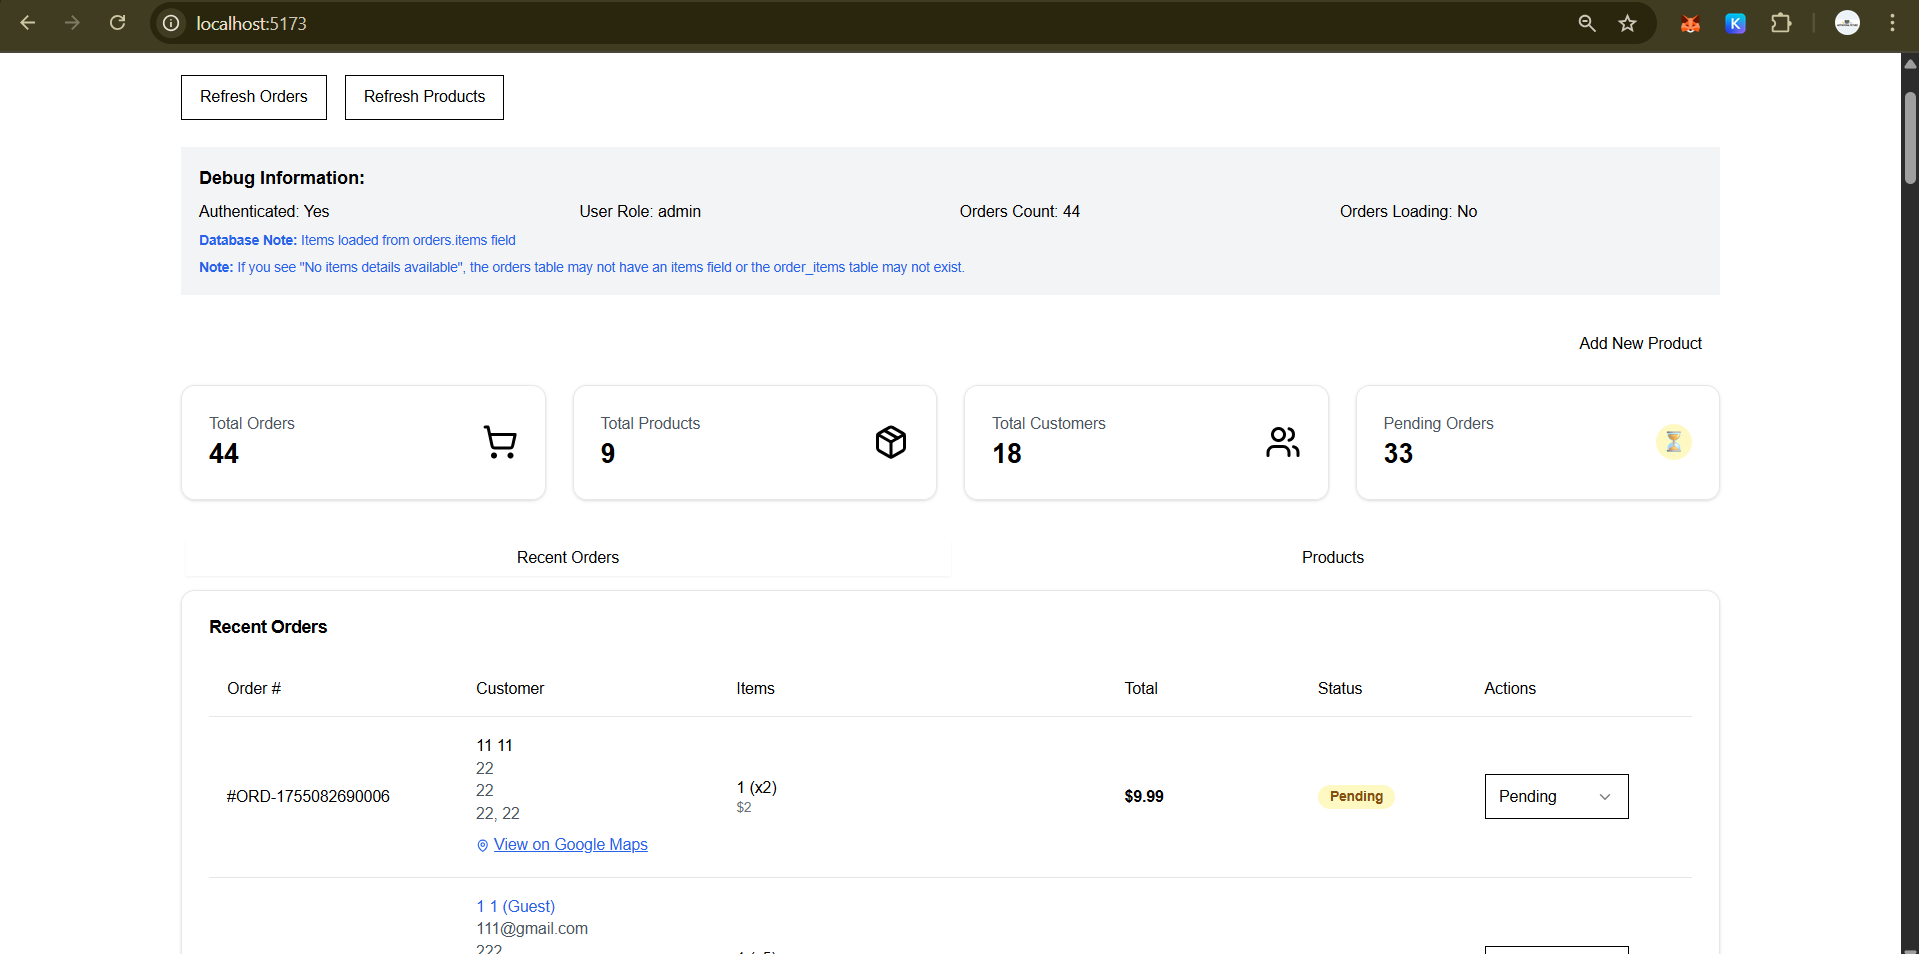 localhost:5173
K
Refresh Orders
Refresh Products
Debug Information:
Authenticated: Yes
User Role: admin
Orders Count: 44
Orders Loading: No
Database Note: Items loaded from orders.items field
Note: If you see "No items details available", the orders table may not have an items field or the order_items table may not exist.
Add New Product
Total Orders
44
Total Products
9
Total Customers
18
Pending Orders
33
Recent Orders
Products
Recent Orders
Order #
Customer
Items
Total
Status
Actions
#ORD-1755082690006
11 11
22
22
22, 22
View on Google Maps
1 (x2)
$2
$9.99
Pending
Pending
1 1 (Guest)
111@gmail.com
222